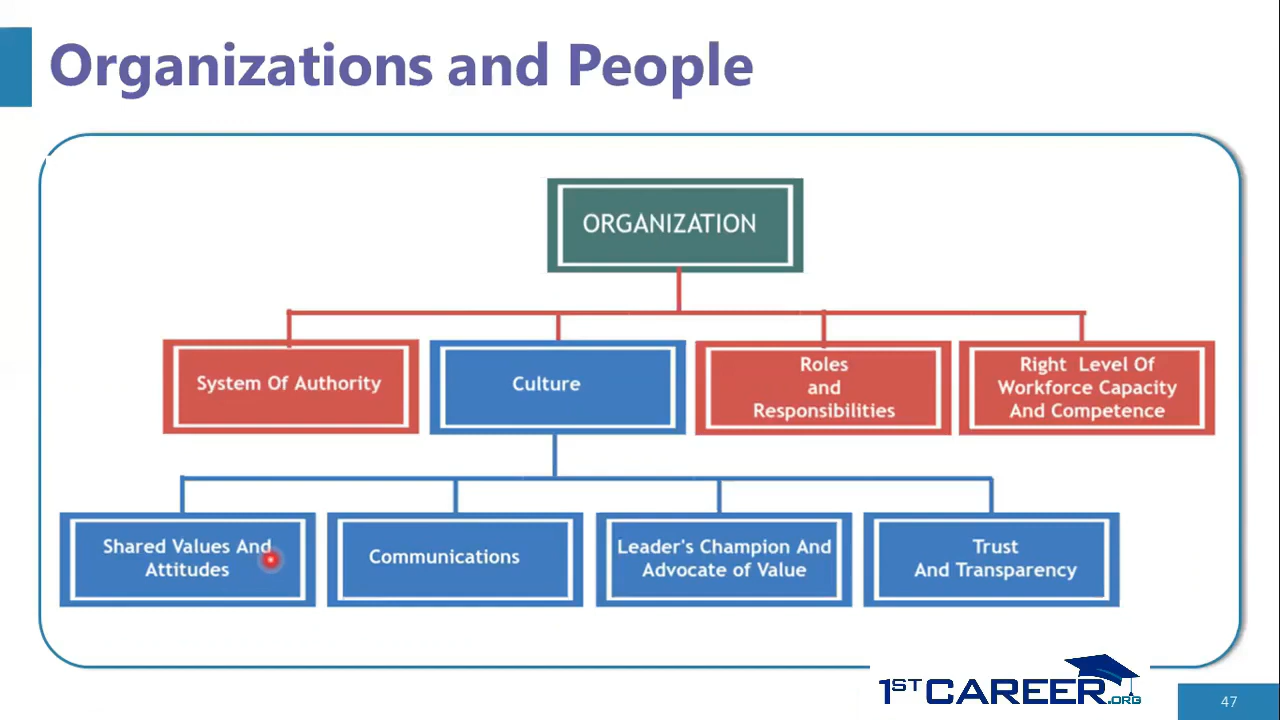 Organizations and People
ORGANIZATION
System Of Authority
Culture
Roles
and
Responsibilities
Right Level Of
Workforce Capacity
And Competence
Shared Values And
Attitudes
Communications
Leader's Champion And
Advocate of Value
Trust
And Transparency
1ST CAREER.ORG
47